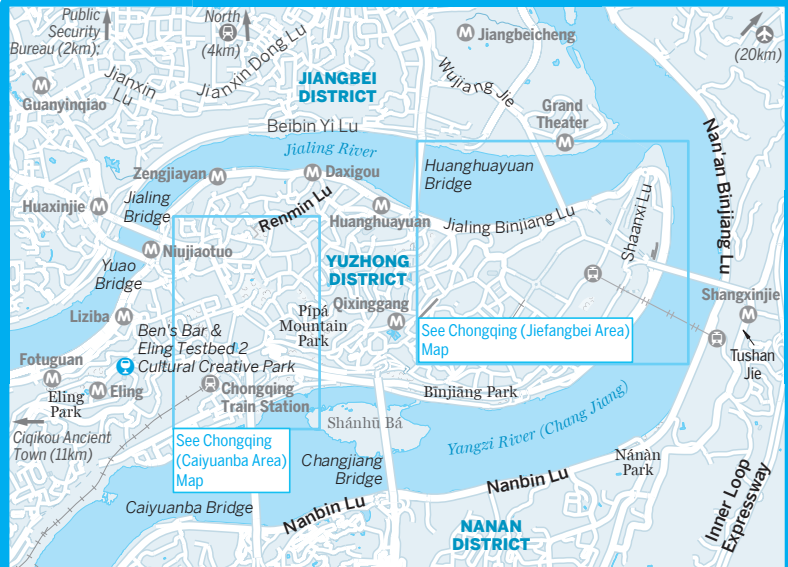 Public
Security
Bureau (2km);
North
(4km)
Jiangbeicheng
(20km)
Jianxin
Lu
Jianxin Dong Lu
JIANGBEI
DISTRICT
Wujiang Jie
Guanyinqiao
Grand
Theater
Beibin Yi Lu
Jialing River
Nan'an Binjiang Lu
Zengjiayan
Daxigou
Huanghuayuan
Bridge
Huaxinjie
Jialing
Bridge
Renmin Lu
Huanghuayuan
Jialing Binjiang Lu
Shaanxi Lu
Niujiaotuo
YUZHONG
DISTRICT
Yuao
Bridge
Qixinggang
Shangxinjie
Liziba
Pípá
Mountain
Park
See Chongqing (Jiefangbei Area)
Map
Ben's Bar &
Eling Testbed 2
Cultural Creative Park
Tushan
Jie
Fotuguan
Eling
Park
Eling
Chongqing
Train Station
Bīnjiāng Park
Shánhū Bá
Yangzi River (Chang Jiang)
Ciqikou Ancient
Town (11km)
See Chongqing
(Caiyuanba Area)
Map
Changjiang
Bridge
Nánàn
Park
Caiyuanba Bridge
Nanbin Lu
Nanbin Lu
Inner Loop
Expressway
NANAN
DISTRICT